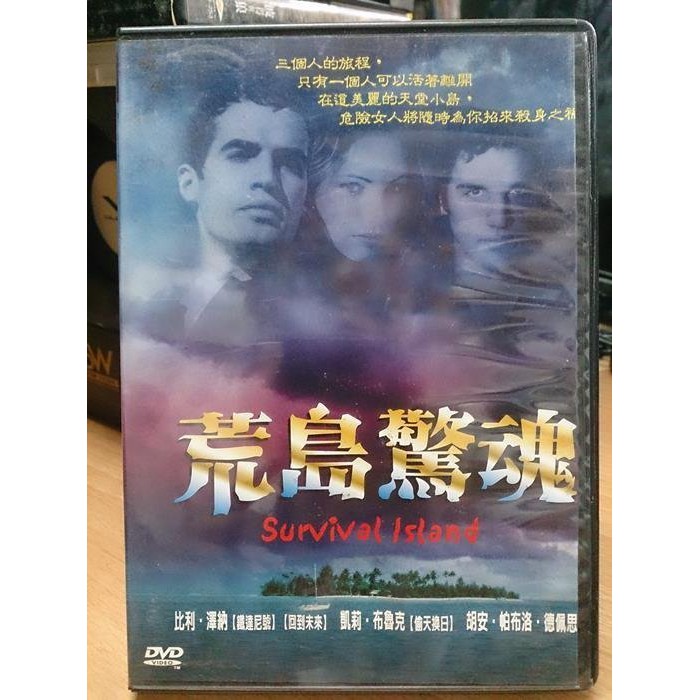 三個人的旅程，
只有一個人可以活著離開
在這美麗的天堂小島，
危險女人將隨時為你招來殺身之禍
荒島驚魂
Survival Island
比利·澤納【鐵達尼號】【回到未來】 凱莉·布魯克【偷天換日】 胡安·帕布洛·德佩思
DVD
VIDEO TM